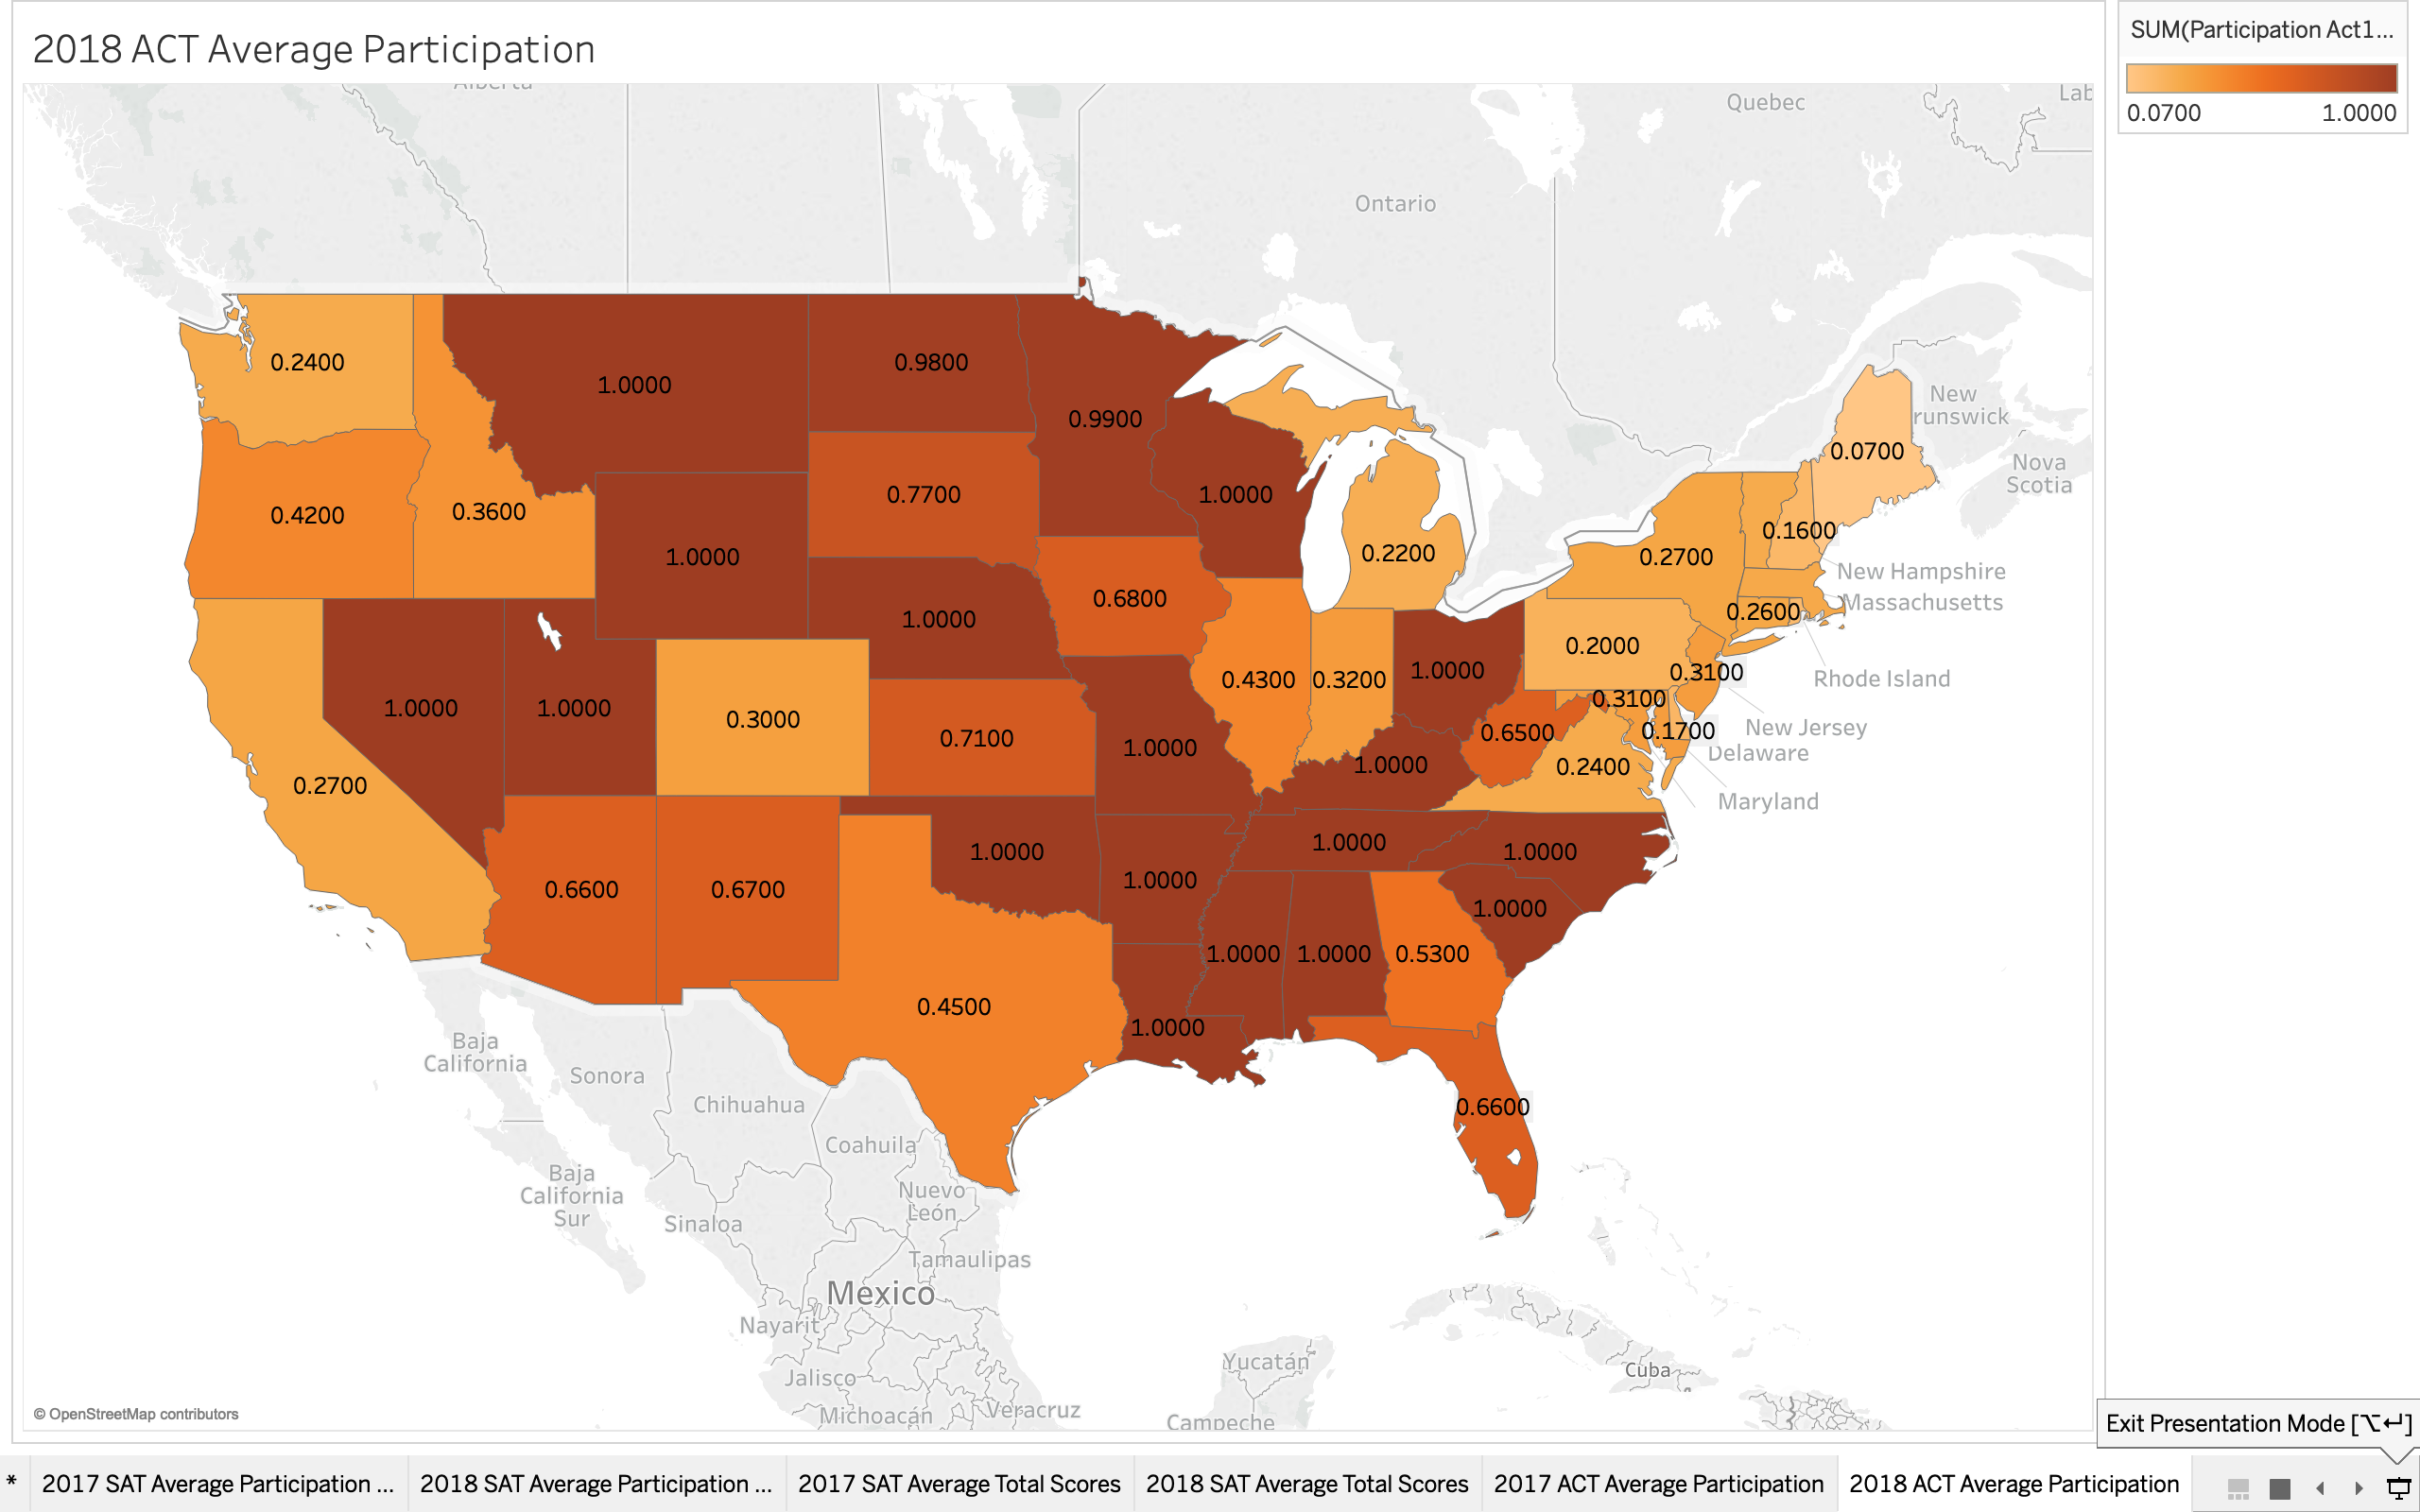 2018 ACT Average Participation
SUM(Participation Act1...
0.0700 1.0000
Alberta
Quebec
Lab
Ontario
0.2400
0.9800
1.0000
0.9900
New
runswick
0.0700
Nova
Scotia
0.7700
1.0000
0.4200
0.3600
0.1600
1.0000
0.2200
0.2700
New Hampshire
0.6800
Massachusetts
0.2600
1.0000
0.2000
0.4300
0.3200
1.0000
0.3100
Rhode Island
0.3100
1.0000
1.0000
0.3000
0.6500
0.1700
New Jersey
0.7100
1.0000
Delaware
1.0000
0.2400
0.2700
Maryland
1.0000
1.0000
1.0000
1.0000
0.6600
0.6700
1.0000
1.0000
1.0000
0.5300
0.4500
1.0000
Baja
California
Sonora
Chihuahua
0.6600
Coahuila
Baja
California
Sur
Nuevo
León
Sinaloa
Tamaulipas
Mexico
Nayarit
Yucatán
Cuba
Jalisco
Michoacán
Veracruz
Campeche
© OpenStreetMap contributors
Exit Presentation Mode [⌥↵]
* 2017 SAT Average Participation ... 2018 SAT Average Participation ... 2017 SAT Average Total Scores 2018 SAT Average Total Scores 2017 ACT Average Participation 2018 ACT Average Participation